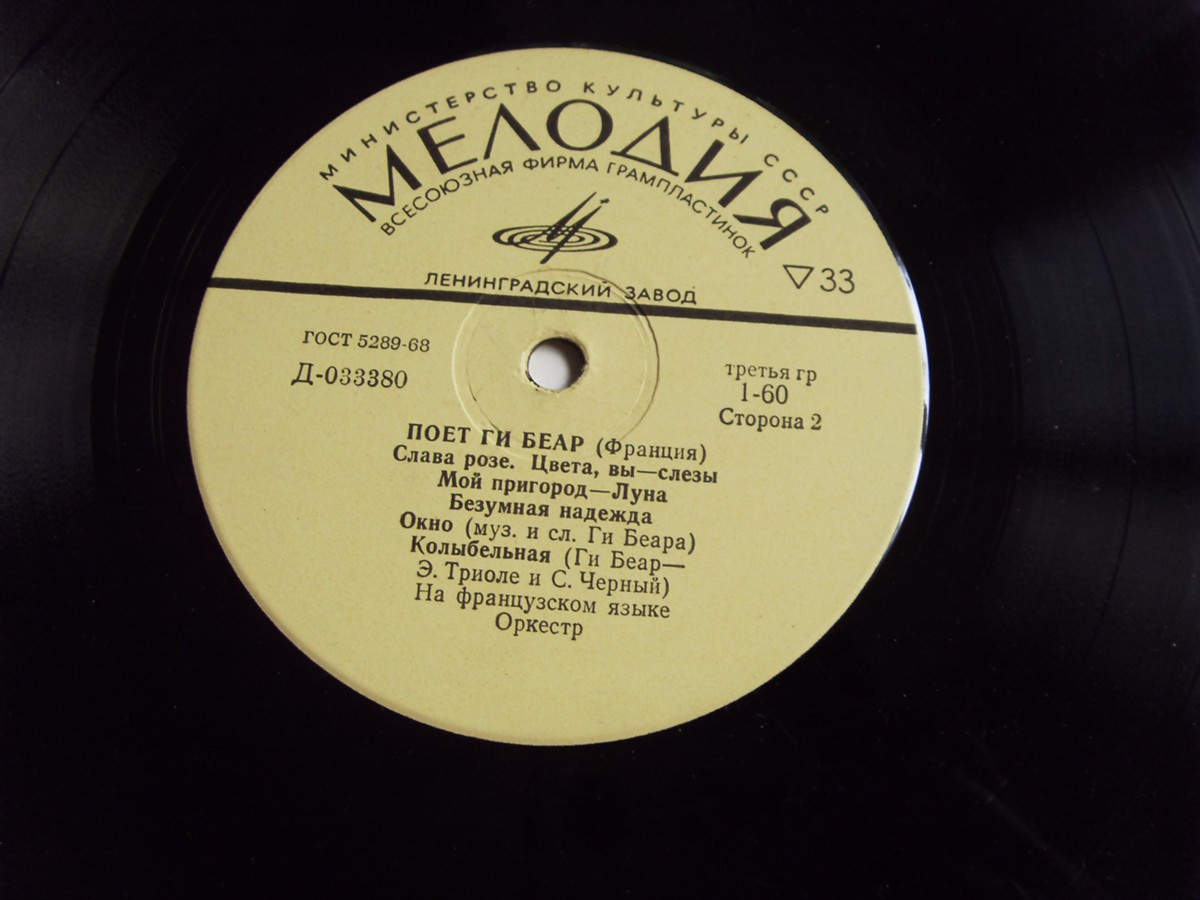 МИНИСТЕРСТВО КУЛЬТУРЫ СССР
МЕЛОДИЯ
ВСЕСОЮЗНАЯ ФИРМА ГРАМПЛАСТИНОК
▽33
ЛЕНИНГРАДСКИЙ ЗАВОД
ГОСТ 5289-68
Д-033380
третья гр
1-60
Сторона 2
ПОЕТ ГИ БЕАР (Франция)
Слава розе. Цвета, вы—слезы
Мой пригород—Луна
Безумная надежда
Окно (муз. и сл. Ги Беара)
Колыбельная (Ги Беар—
Э. Триоле и С. Черный)
На французском языке
Оркестр